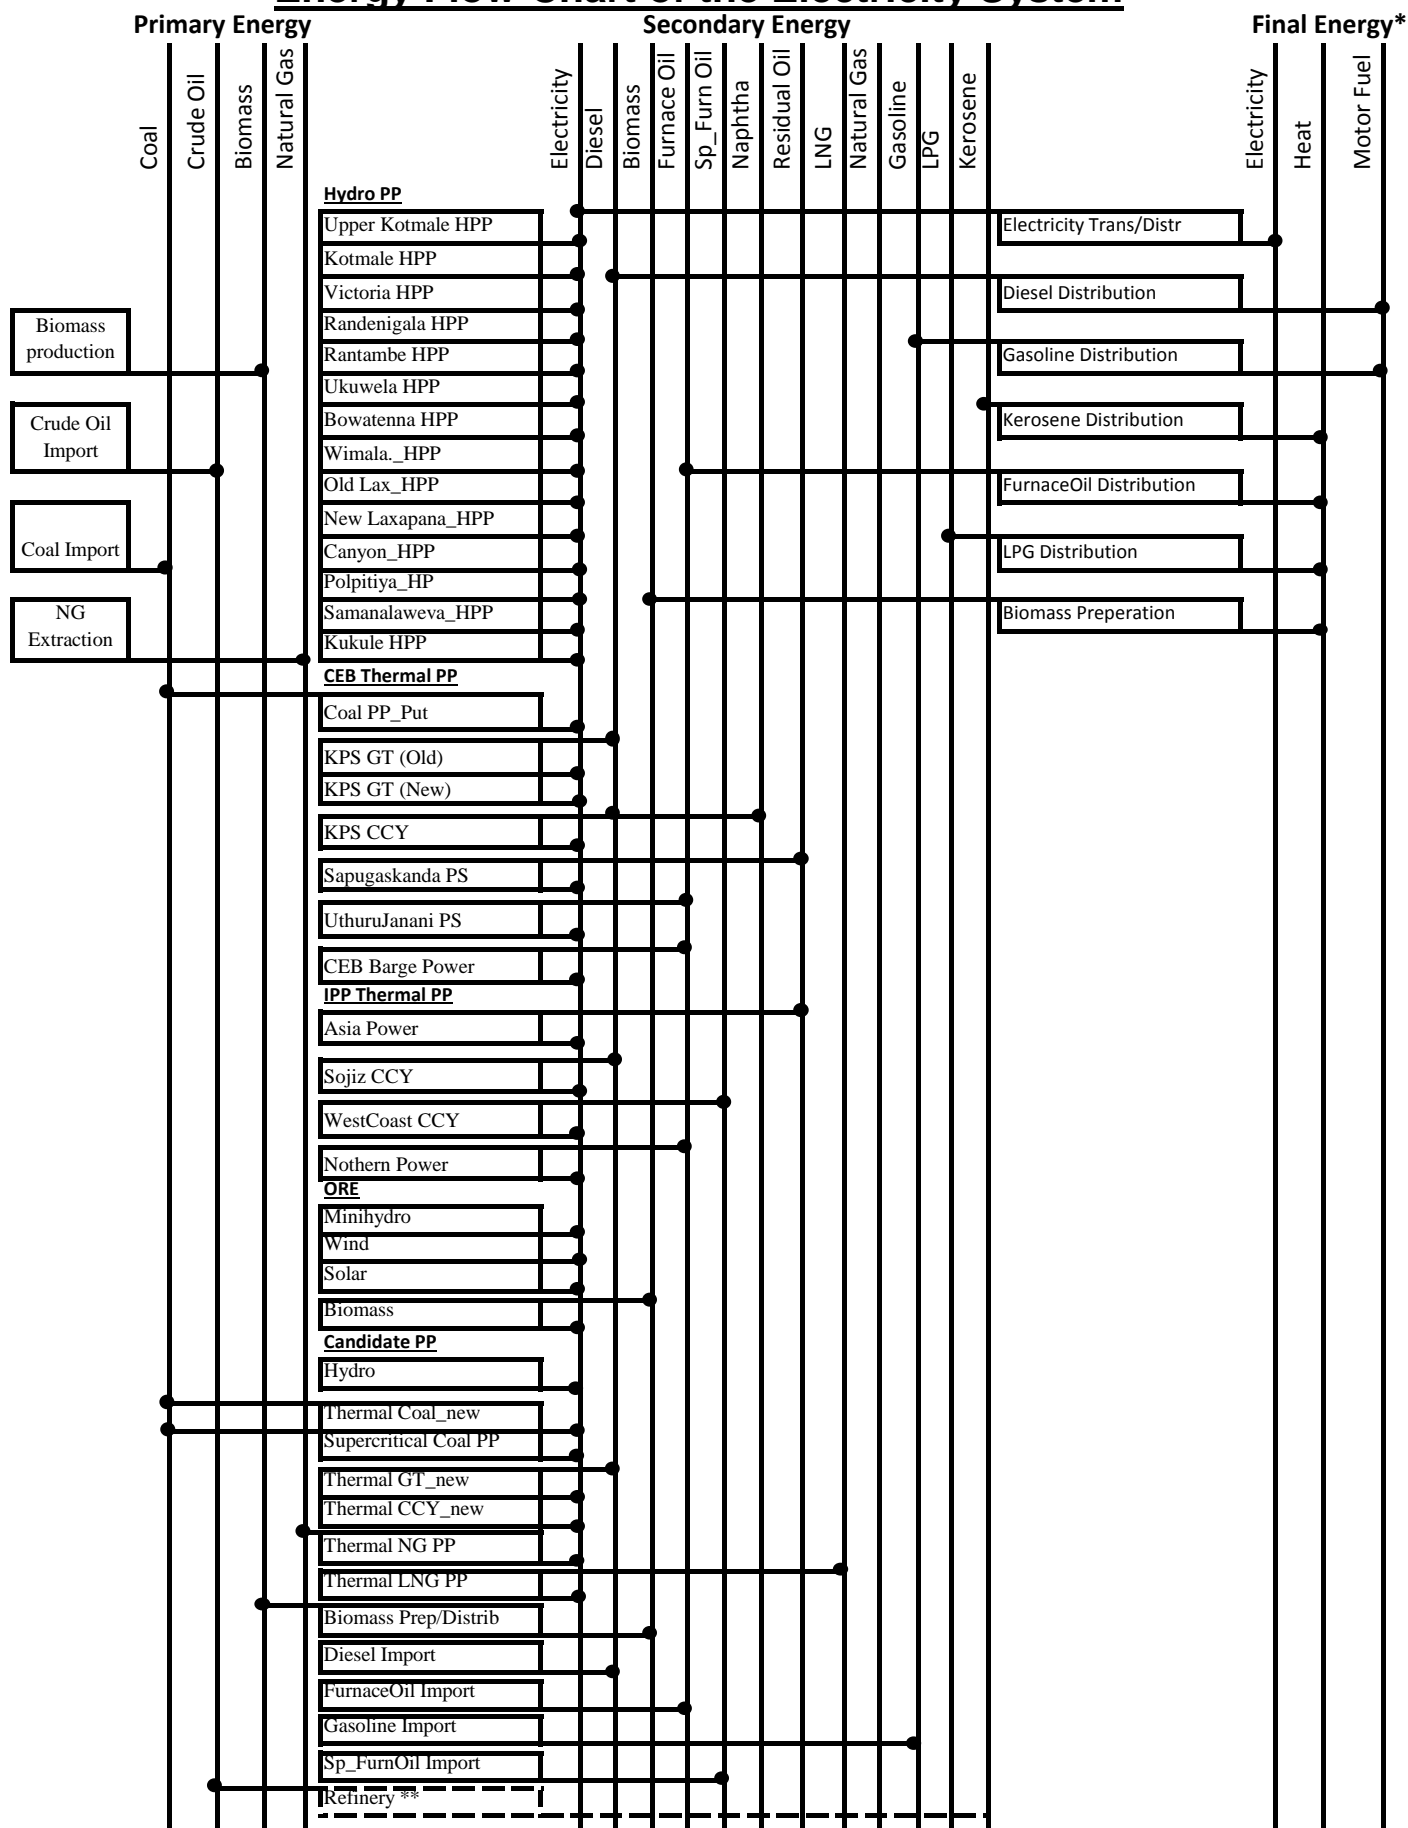 Energy Flow Chart of the Electricity System
Primary Energy
Secondary Energy
Final Energy*
Coal
Crude Oil
Biomass
Natural Gas
Electricity
Diesel
Biomass
Furnace Oil
Sp_Furn Oil
Naphtha
Residual Oil
LNG
Natural Gas
Gasoline
LPG
Kerosene
Electricity
Heat
Motor Fuel
Biomass
production
Crude Oil
Import
Coal Import
NG
Extraction
Hydro PP
Upper Kotmale HPP
Kotmale HPP
Victoria HPP
Randenigala HPP
Rantambe HPP
Ukuwela HPP
Bowatenna HPP
Wimala._HPP
Old Lax_HPP
New Laxapana_HPP
Canyon_HPP
Polpitiya_HP
Samanalaweva_HPP
Kukule HPP
CEB Thermal PP
Coal PP_Put
KPS GT (Old)
KPS GT (New)
KPS CCY
Sapugaskanda PS
UthuruJanani PS
CEB Barge Power
IPP Thermal PP
Asia Power
Sojiz CCY
WestCoast CCY
Nothern Power
ORE
Minihydro
Wind
Solar
Biomass
Candidate PP
Hydro
Thermal Coal_new
Supercritical Coal PP
Thermal GT_new
Thermal CCY_new
Thermal NG PP
Thermal LNG PP
Biomass Prep/Distrib
Diesel Import
FurnaceOil Import
Gasoline Import
Sp_FurnOil Import
Refinery **
Electricity Trans/Distr
Diesel Distribution
Gasoline Distribution
Kerosene Distribution
FurnaceOil Distribution
LPG Distribution
Biomass Preperation